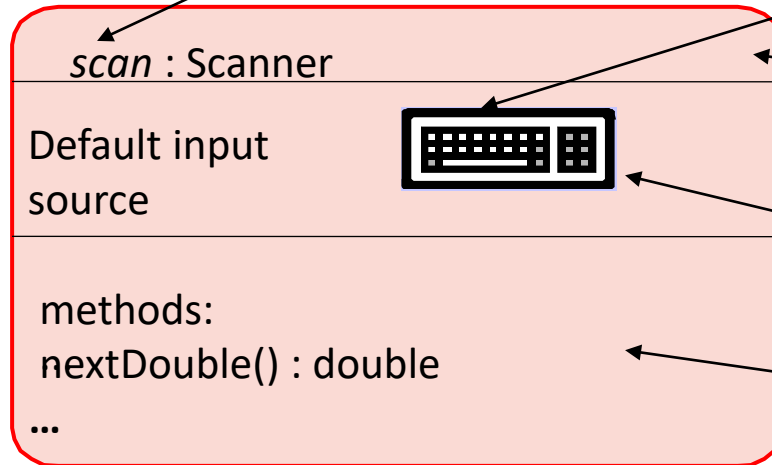 scan : Scanner
Default input
source
methods:
nextDouble() : double
...